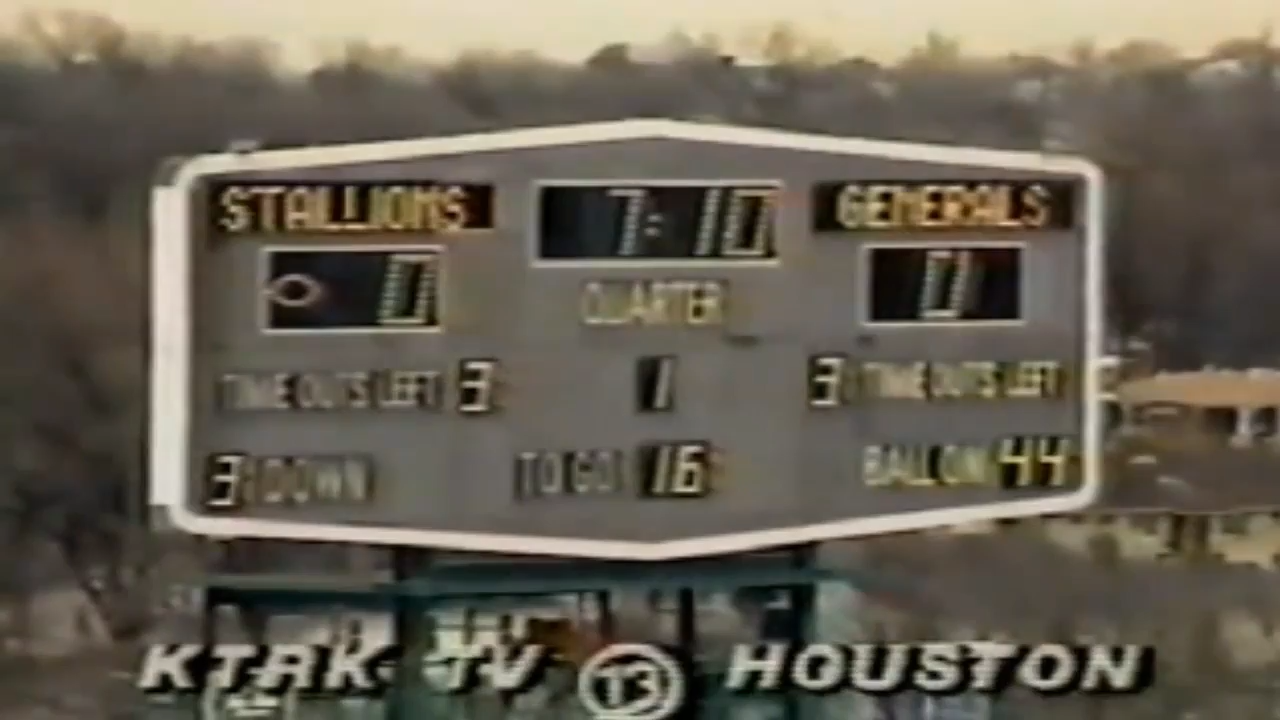 STALLIONS 7:10 GENERALS
0 QUARTER 0
TIME OUTS LEFT 3 1 3 TIME OUTS LEFT
3 DOWN TO GO 16 BALL ON 44
KTRK-TV 13 HOUSTON